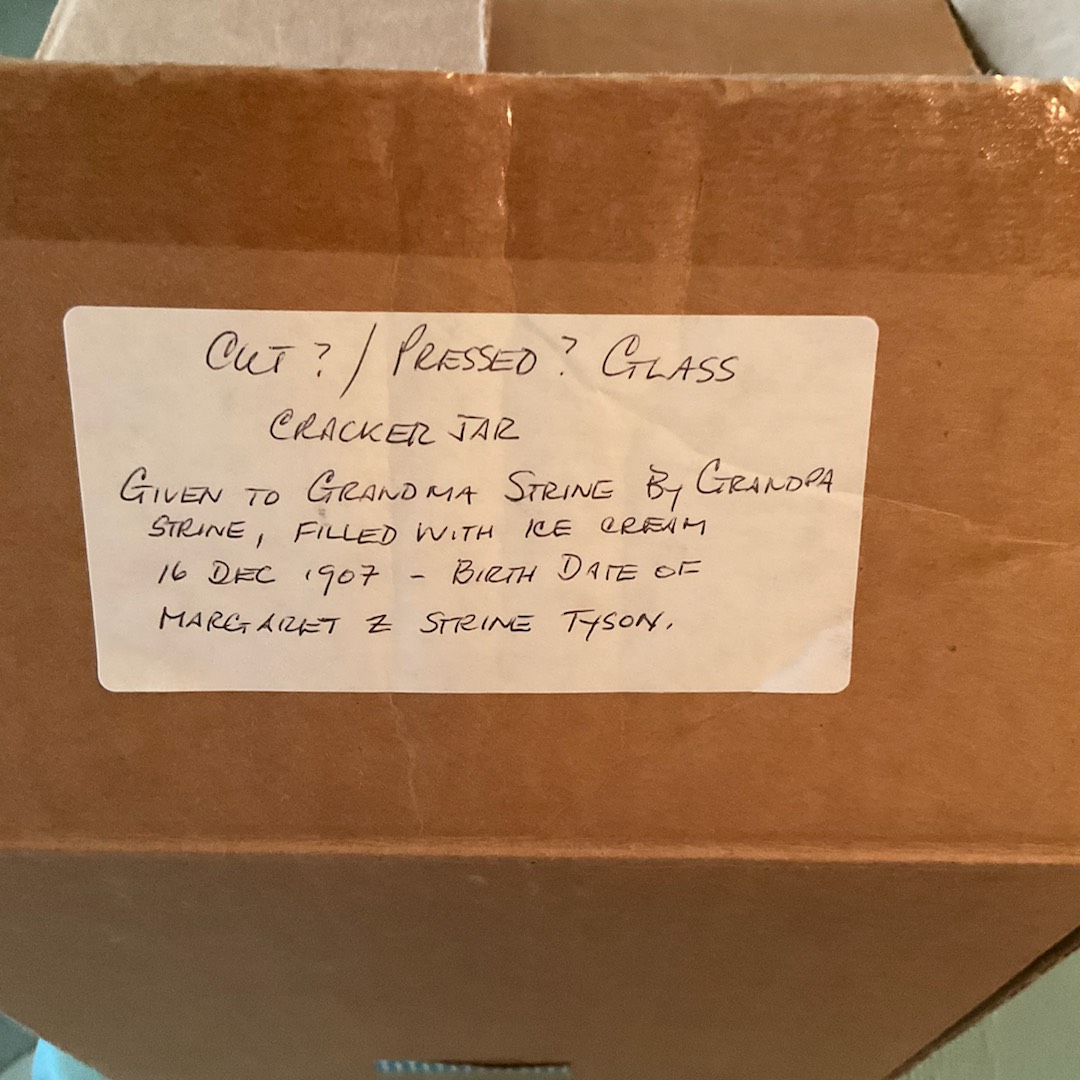 CUT? / PRESSED? GLASS
CRACKER JAR
GIVEN TO GRANDMA STRINE By GRANDPA
STRINE, FILLED WITH ICE CREAM
16 DEC 1907 - BIRTH DATE OF
MARGARET Z STRINE TYSON.